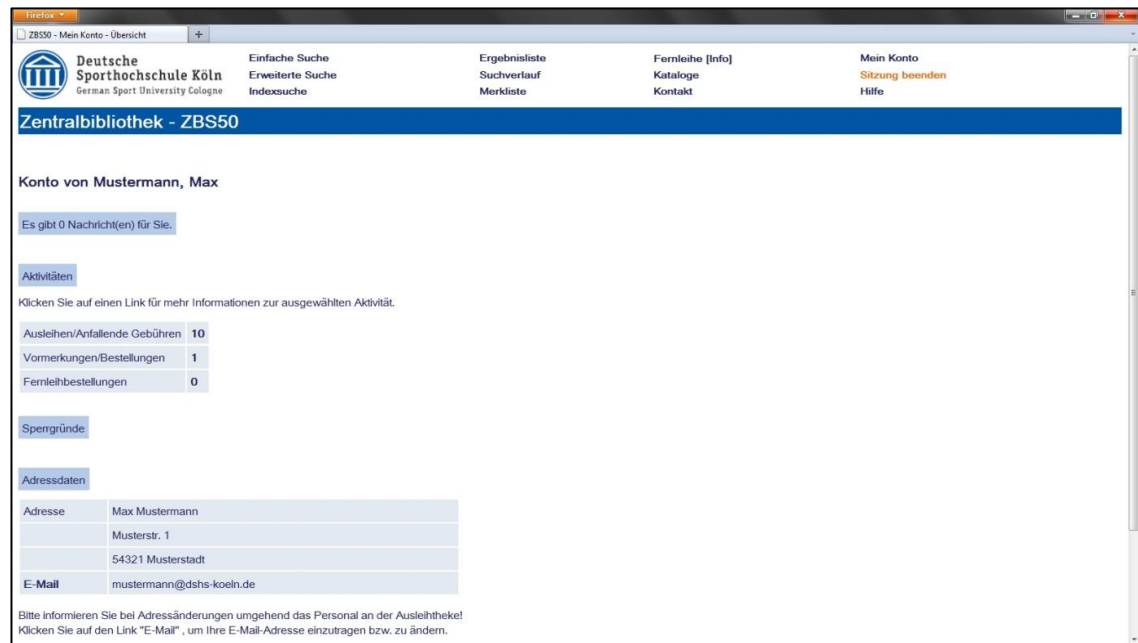 Firefox
ZBS50 - Mein Konto - Übersicht
Deutsche
Sporthochschule Köln
German Sport University Cologne
Einfache Suche
Erweiterte Suche
Indexsuche
Ergebnisliste
Suchverlauf
Merkliste
Fernleihe [Info]
Kataloge
Kontakt
Mein Konto
Sitzung beenden
Hilfe
Zentralbibliothek - ZBS50
Konto von Mustermann, Max
Es gibt 0 Nachricht(en) für Sie.
Aktivitäten
Klicken Sie auf einen Link für mehr Informationen zur ausgewählten Aktivität.
Ausleihen/Anfallende Gebühren 10
Vormerkungen/Bestellungen 1
Fernleihbestellungen 0
Sperrgründe
Adressdaten
Adresse Max Mustermann
Musterstr. 1
54321 Musterstadt
E-Mail mustermann@dshs-koeln.de
Bitte informieren Sie bei Adressänderungen umgehend das Personal an der Ausleihtheke!
Klicken Sie auf den Link "E-Mail" , um Ihre E-Mail-Adresse einzutragen bzw. zu ändern.